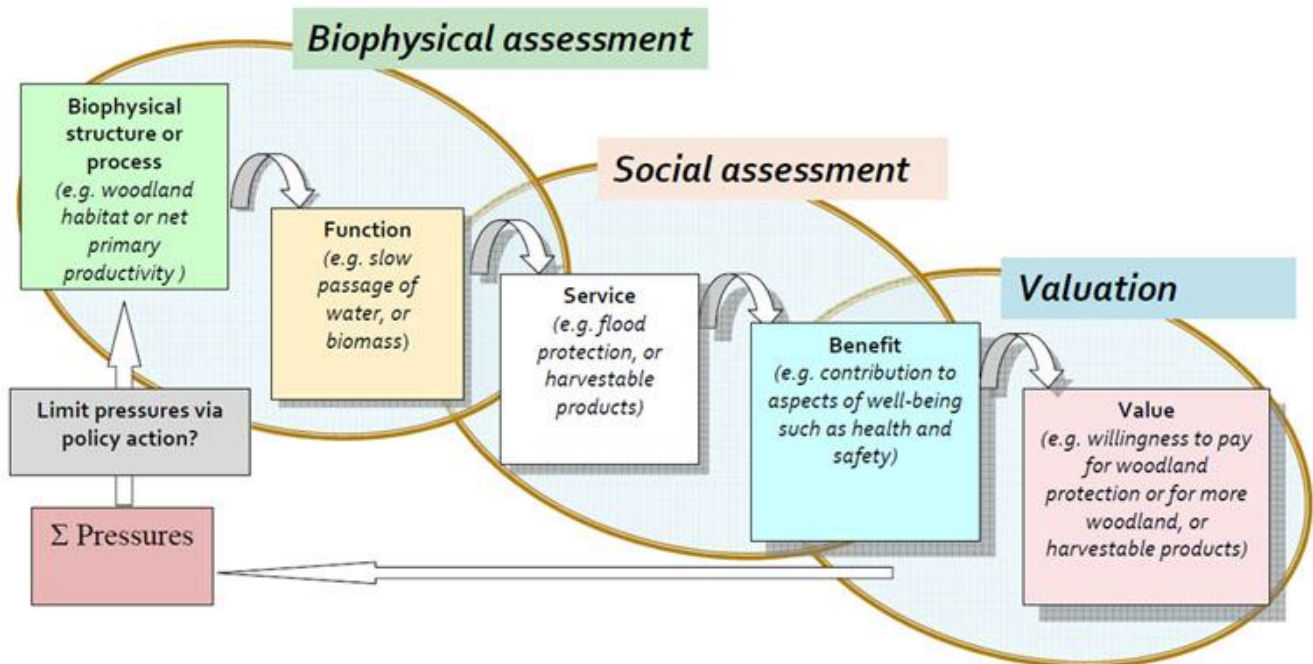 Biophysical assessment
Biophysical
structure or
process
(e.g. woodland
habitat or net
primary
productivity )
Social assessment
Function
(e.g. slow
passage of
water, or
biomass)
Valuation
Service
(e.g. flood
protection, or
harvestable
products)
Benefit
(e.g. contribution to
aspects of well-being
such as health and
safety)
Value
(e.g. willingness to pay
for woodland
protection or for more
woodland, or
harvestable products)
Limit pressures via
policy action?
Σ Pressures